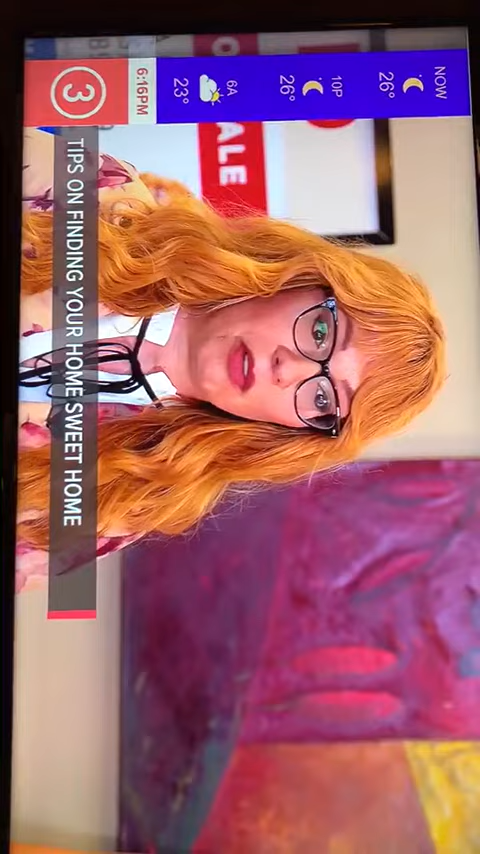 ALE
3
6:16PM
6A
23°
10P
26°
NOW
26°
TIPS ON FINDING YOUR HOME SWEET HOME